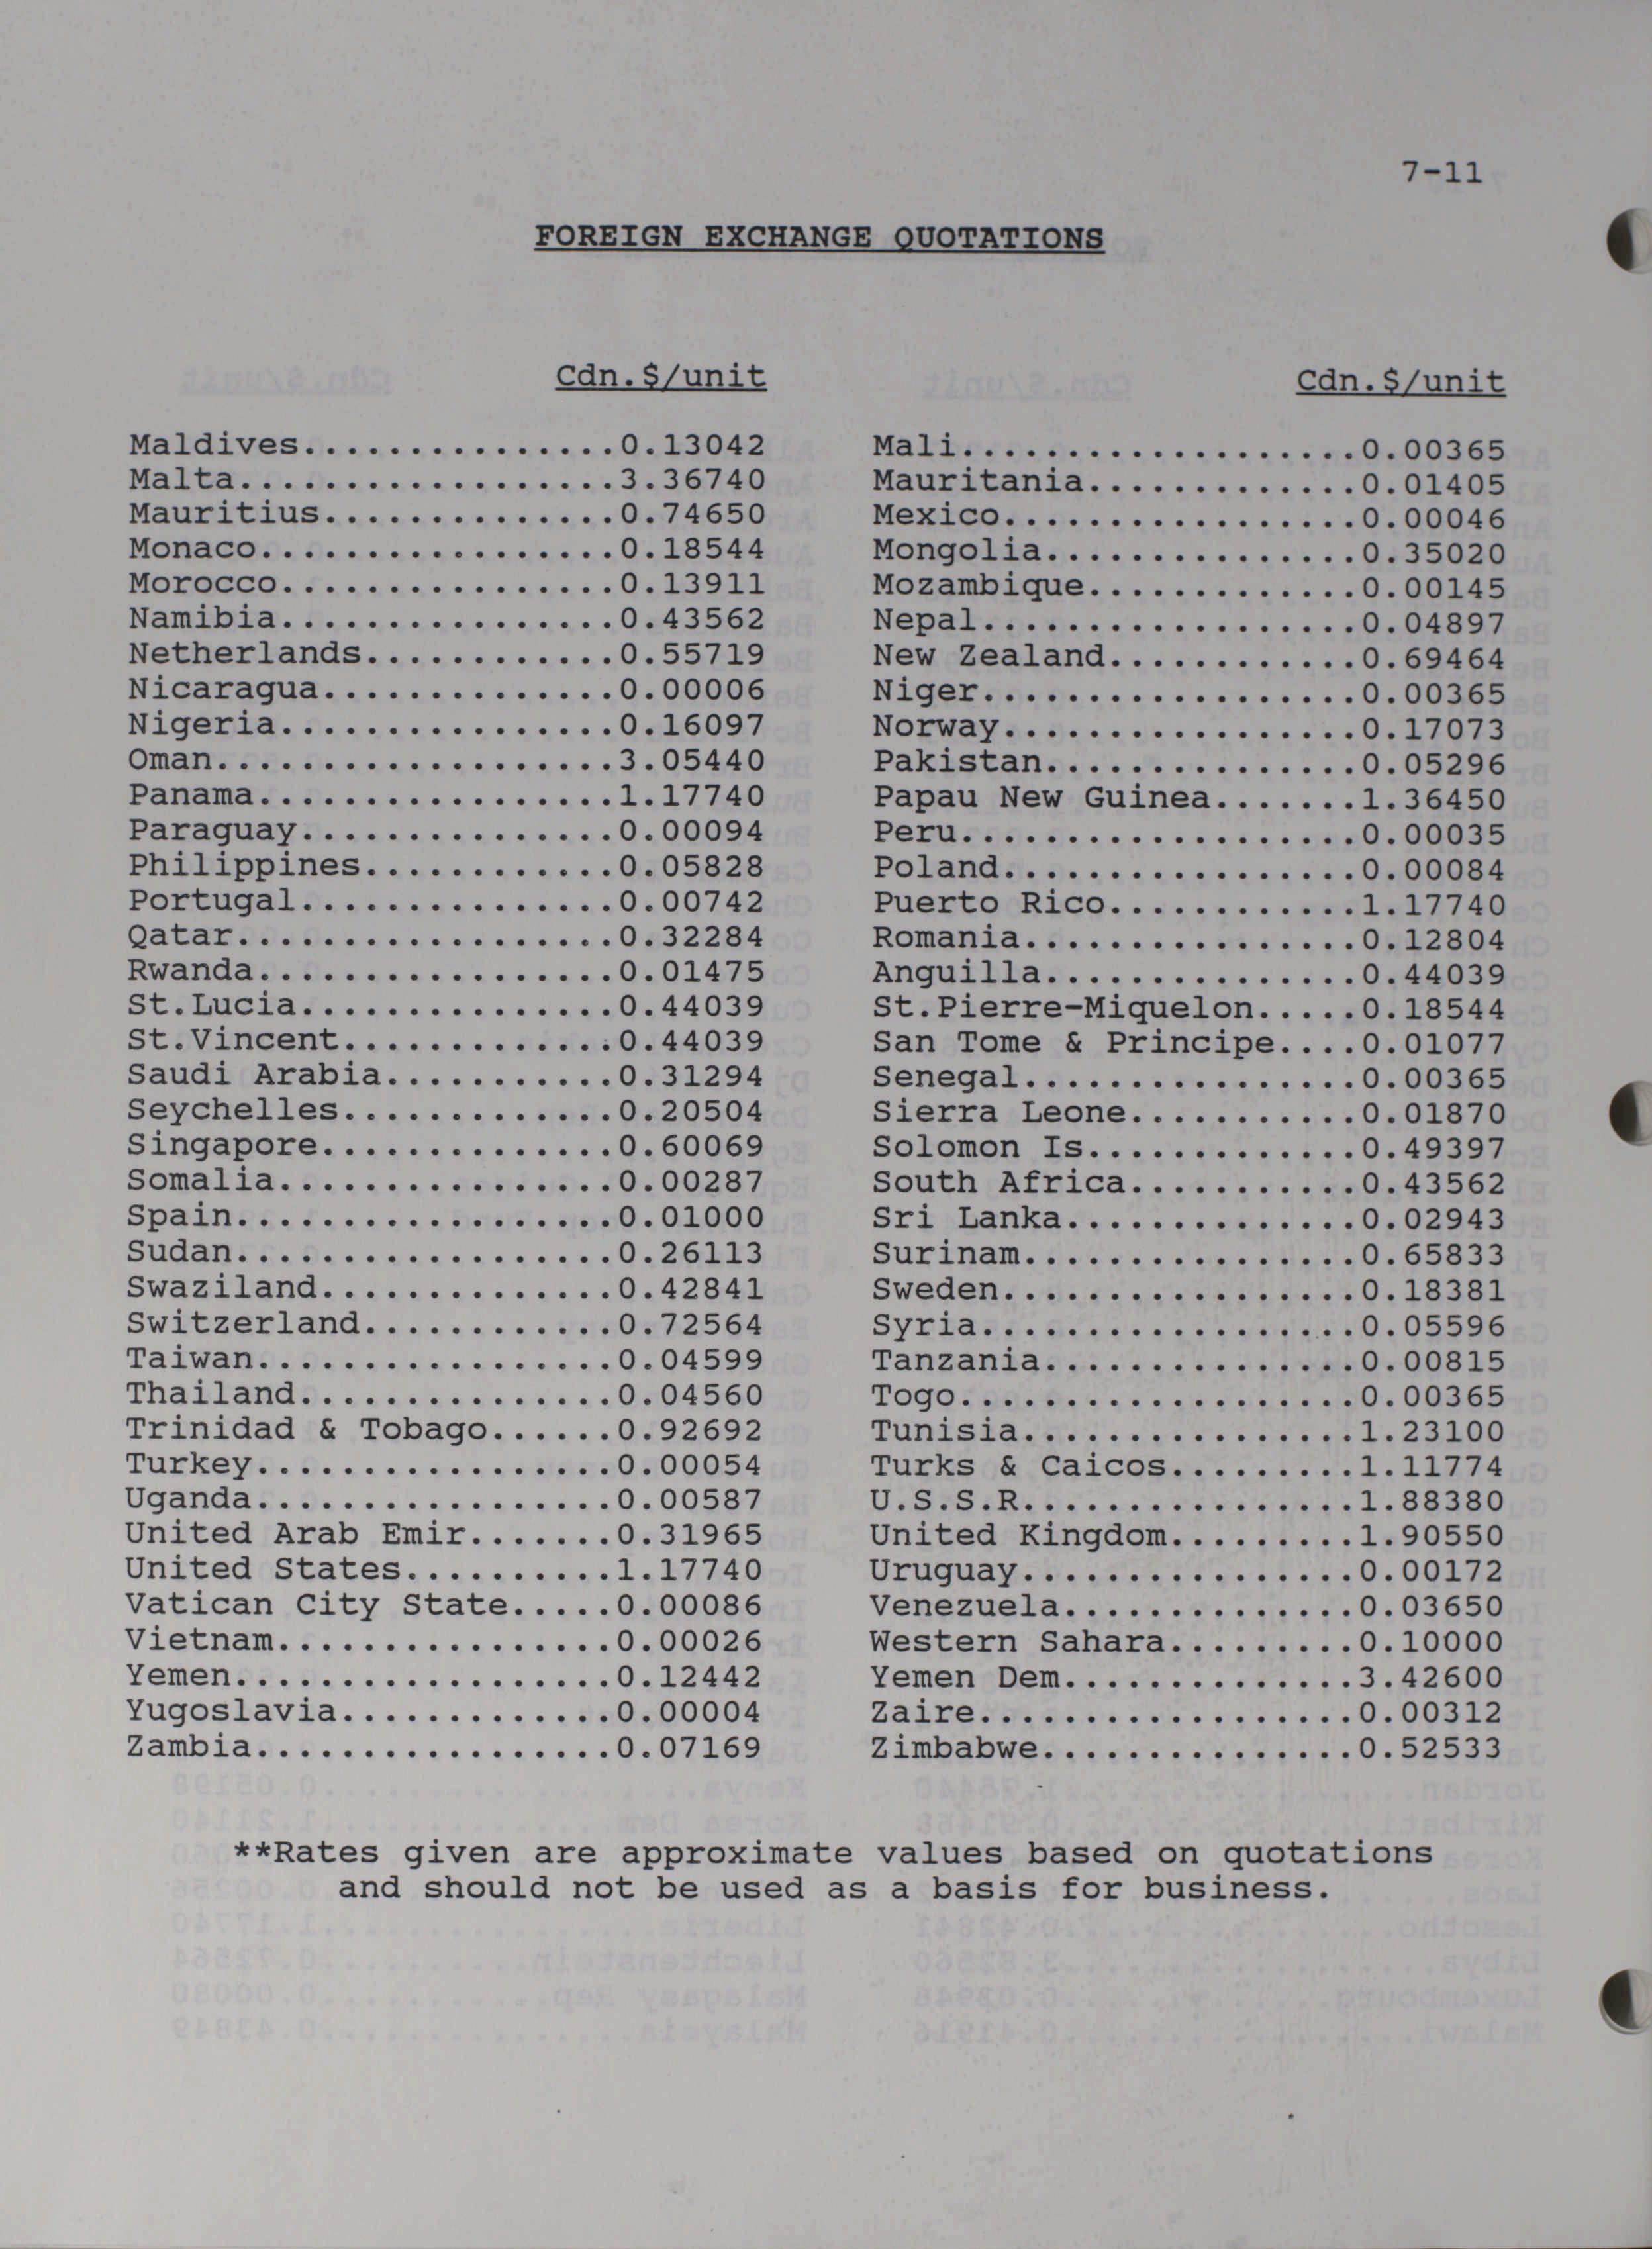 7-11
FOREIGN EXCHANGE QUOTATIONS
Cdn.$/unit Cdn.$/unit
Maldives...............0.13042 Mali...................0.00365
Malta..................3.36740 Mauritania.............0.01405
Mauritius..............0.74650 Mexico.................0.00046
Monaco.................0.18544 Mongolia...............0.35020
Morocco................0.13911 Mozambique.............0.00145
Namibia................0.43562 Nepal..................0.04897
Netherlands............0.55719 New Zealand............0.69464
Nicaragua..............0.00006 Niger..................0.00365
Nigeria................0.16097 Norway.................0.17073
Oman...................3.05440 Pakistan...............0.05296
Panama.................1.17740 Papau New Guinea.......1.36450
Paraguay...............0.00094 Peru...................0.00035
Philippines............0.05828 Poland.................0.00084
Portugal...............0.00742 Puerto Rico............1.17740
Qatar..................0.32284 Romania................0.12804
Rwanda.................0.01475 Anguilla...............0.44039
St.Lucia...............0.44039 St.Pierre-Miquelon.....0.18544
St.Vincent.............0.44039 San Tome & Principe....0.01077
Saudi Arabia...........0.31294 Senegal................0.00365
Seychelles.............0.20504 Sierra Leone...........0.01870
Singapore..............0.60069 Solomon Is.............0.49397
Somalia................0.00287 South Africa...........0.43562
Spain..................0.01000 Sri Lanka..............0.02943
Sudan..................0.26113 Surinam................0.65833
Swaziland..............0.42841 Sweden.................0.18381
Switzerland............0.72564 Syria..................0.05596
Taiwan.................0.04599 Tanzania...............0.00815
Thailand...............0.04560 Togo...................0.00365
Trinidad & Tobago......0.92692 Tunisia................1.23100
Turkey.................0.00054 Turks & Caicos.........1.11774
Uganda.................0.00587 U.S.S.R................1.88380
United Arab Emir.......0.31965 United Kingdom.........1.90550
United States..........1.17740 Uruguay................0.00172
Vatican City State.....0.00086 Venezuela..............0.03650
Vietnam................0.00026 Western Sahara.........0.10000
Yemen..................0.12442 Yemen Dem..............3.42600
Yugoslavia.............0.00004 Zaire..................0.00312
Zambia.................0.07169 Zimbabwe...............0.52533
**Rates given are approximate values based on quotations
and should not be used as a basis for business.